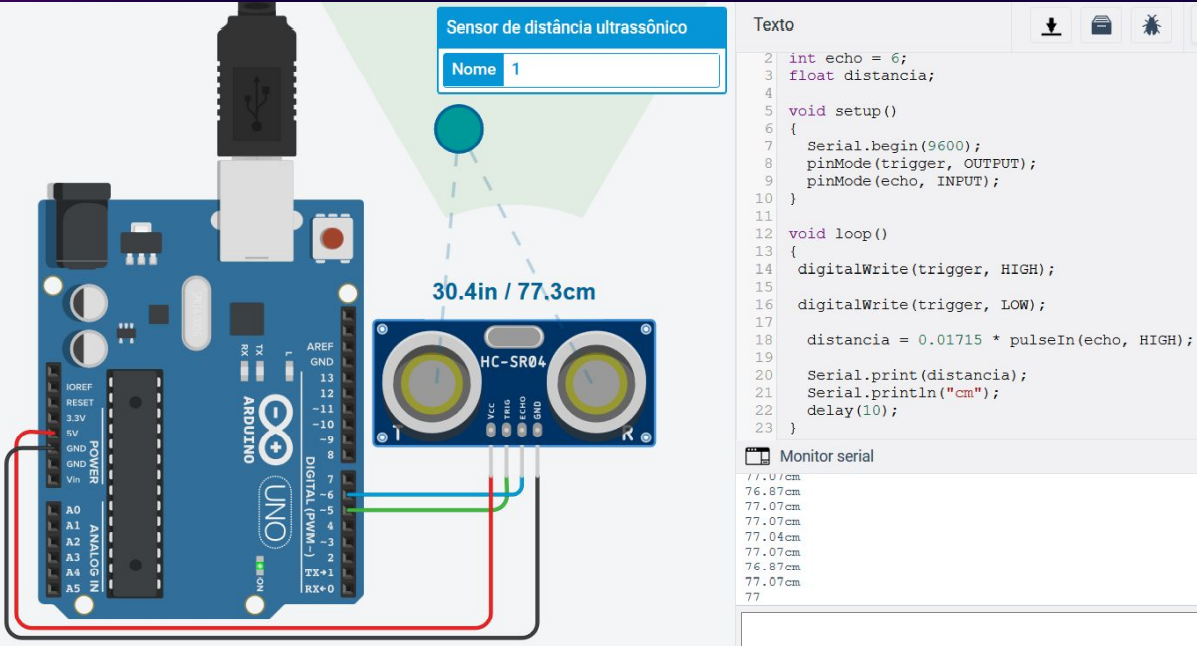 Sensor de distância ultrassônico
Nome 1
30.4in / 77.3cm
HC-SR04
VCC
TRIG
ECHO
GND
T
R
AREF
GND
13
12
~11
~10
~9
8
7
~6
~5
4
~3
2
TX→1
RX←0
DIGITAL (PWM~)
RX
TX
L
ARDUINO
UNO
ON
IOREF
RESET
3.3V
5V
GND
GND
Vin
POWER
A0
A1
A2
A3
A4
A5
ANALOG IN
Texto
2 int echo = 6;
3 float distancia;
4
5 void setup()
6 {
7 Serial.begin(9600);
8 pinMode(trigger, OUTPUT);
9 pinMode(echo, INPUT);
10 }
11
12 void loop()
13 {
14 digitalWrite(trigger, HIGH);
15
16 digitalWrite(trigger, LOW);
17
18 distancia = 0.01715 * pulseIn(echo, HIGH);
19
20 Serial.print(distancia);
21 Serial.println("cm");
22 delay(10);
23 }
Monitor serial
77.07cm
76.87cm
77.07cm
77.07cm
77.04cm
77.07cm
76.87cm
77.07cm
77